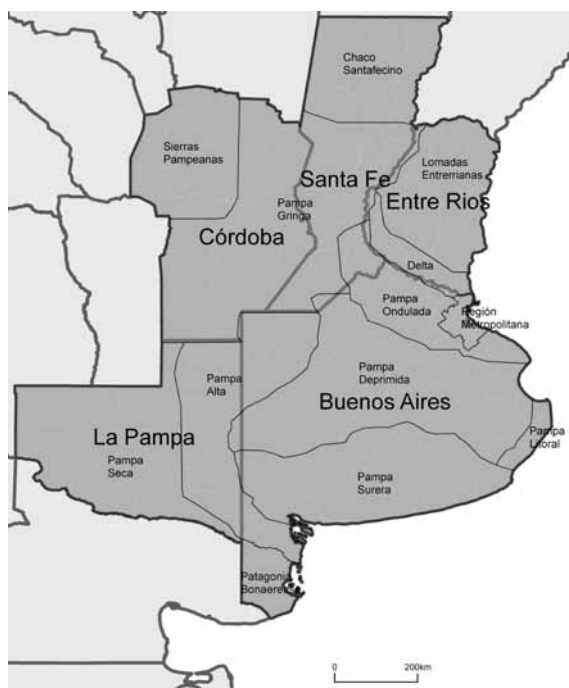 Chaco
Santafecino
Sierras
Pampeanas
Lomadas
Entrerrianas
Santa Fe
Entre Rios
Pampa
Gringa
Córdoba
Delta
Pampa
Ondulada
Región
Metropolitana
Pampa
Deprimida
Pampa
Alta
Buenos Aires
La Pampa
Pampa
Litoral
Pampa
Seca
Pampa
Surera
Patagonia
0
200km